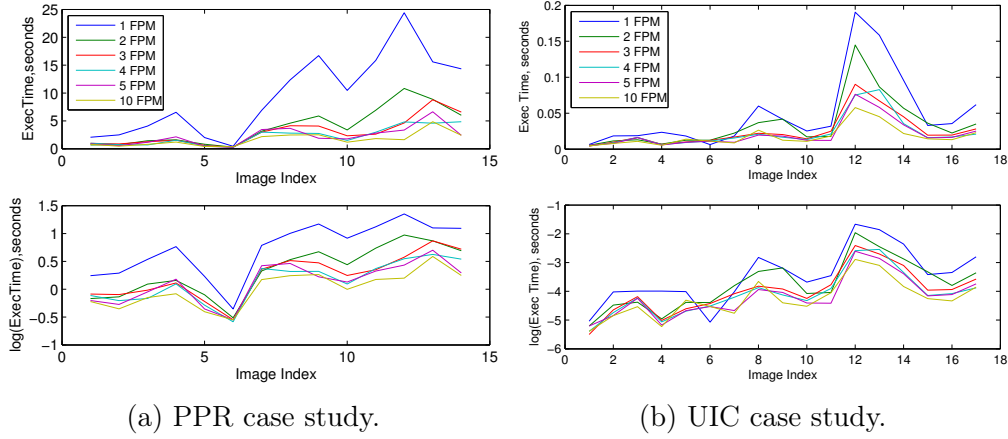 ExecTime,seconds
25
20
15
10
5
0
1 FPM
2 FPM
3 FPM
4 FPM
5 FPM
10 FPM
0 5 10 15
Image Index
log(ExecTime),seconds
1.5
1
0.5
0
−0.5
−1
0 5 10 15
Image Index
(a) PPR case study.
Exec Time, seconds
0.2
0.15
0.1
0.05
0
1 FPM
2 FPM
3 FPM
4 FPM
5 FPM
10 FPM
0 2 4 6 8 10 12 14 16 18
Image Index
log(Exec Time), seconds
−1
−2
−3
−4
−5
−6
0 2 4 6 8 10 12 14 16 18
Image Index
(b) UIC case study.